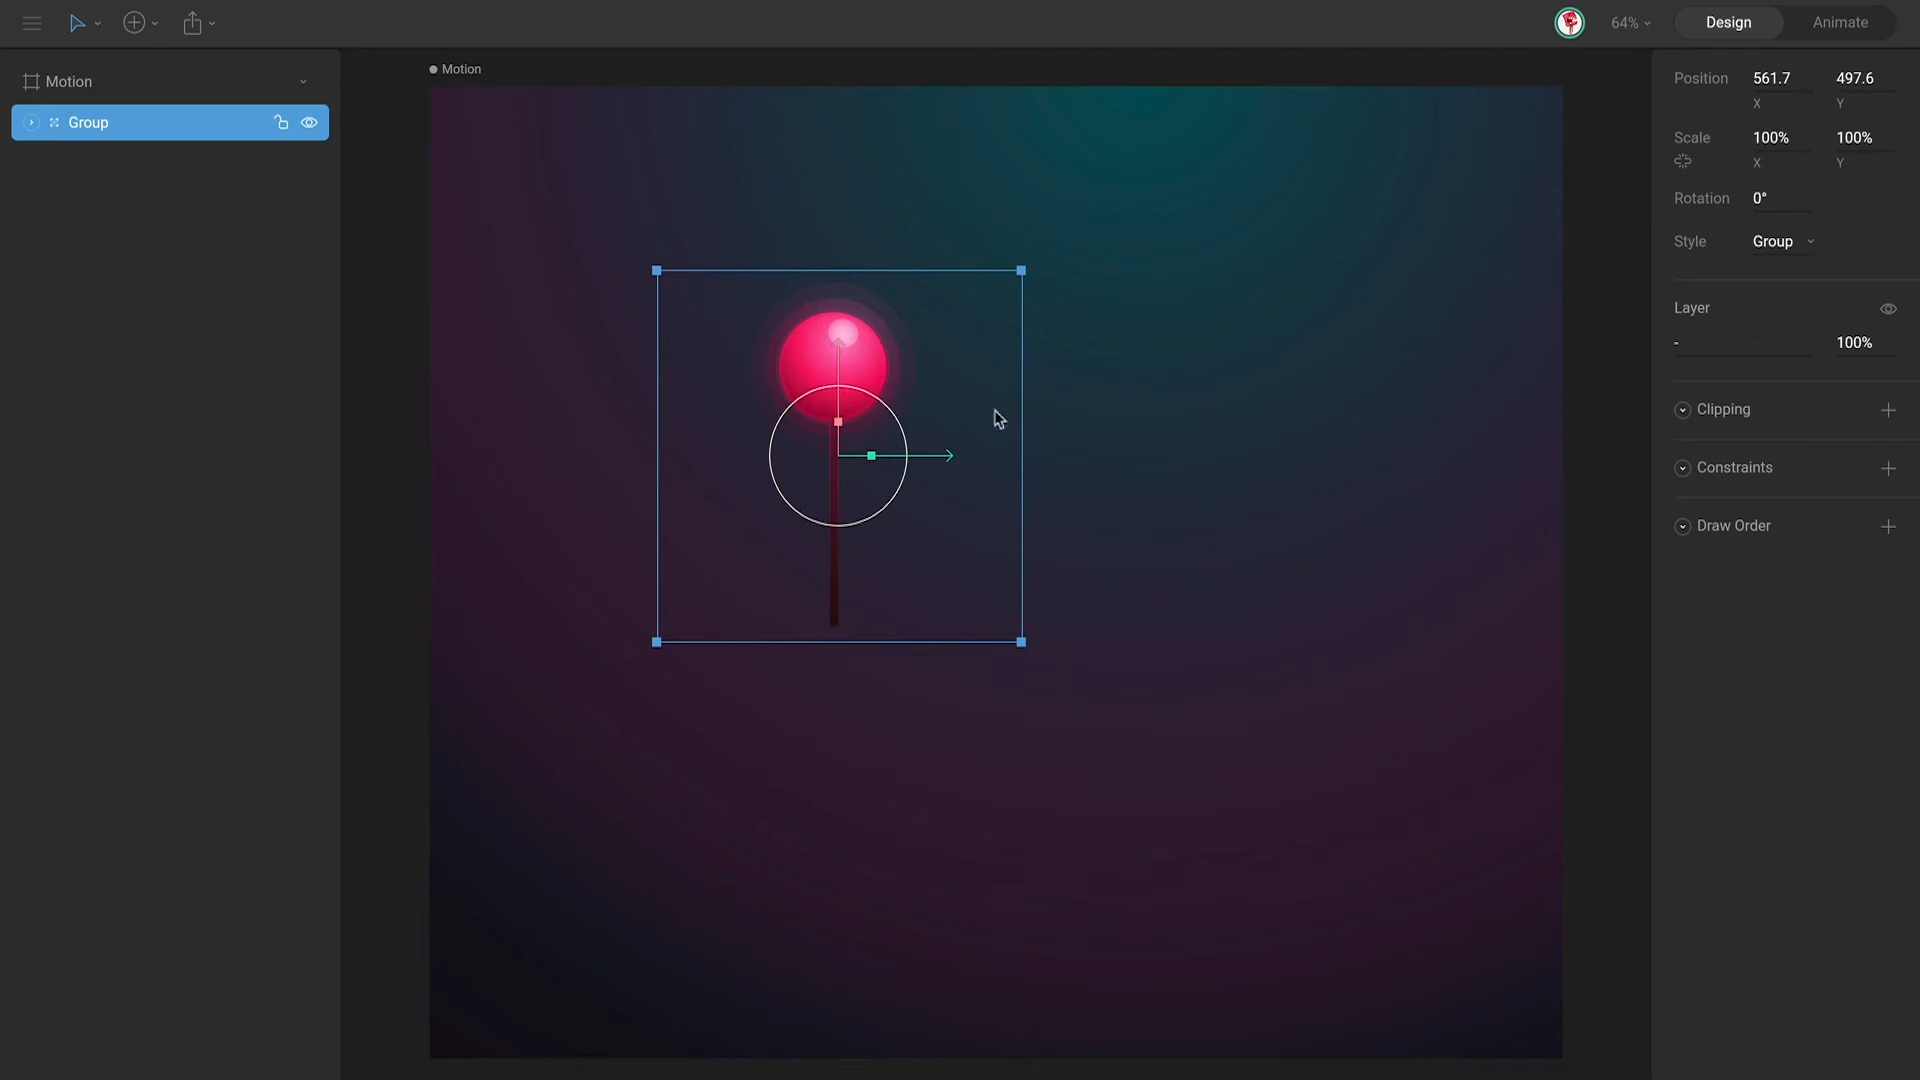 64%
Design
Animate
Motion
Group
Motion
Position 561.7 497.6
X Y
Scale 100% 100%
X Y
Rotation 0°
Style Group
Layer
- 100%
Clipping
Constraints
Draw Order